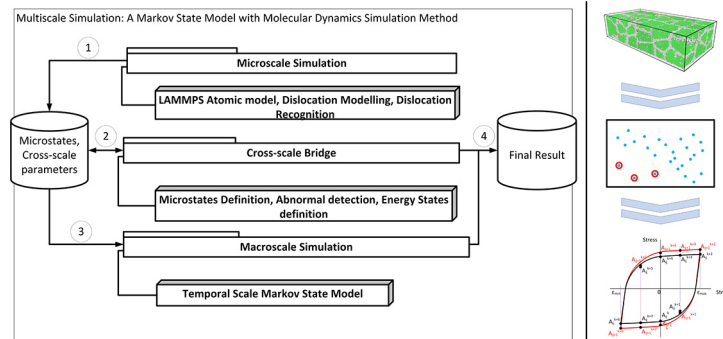 Multiscale Simulation: A Markov State Model with Molecular Dynamics Simulation Method
1
Microscale Simulation
LAMMPS Atomic model, Dislocation Modelling, Dislocation
Recognition
Microstates,
Cross-scale
parameters
2
4
Cross-scale Bridge
Final Result
Microstates Definition, Abnormal detection, Energy States
definition
3
Macroscale Simulation
Temporal Scale Markov State Model
Stress
0